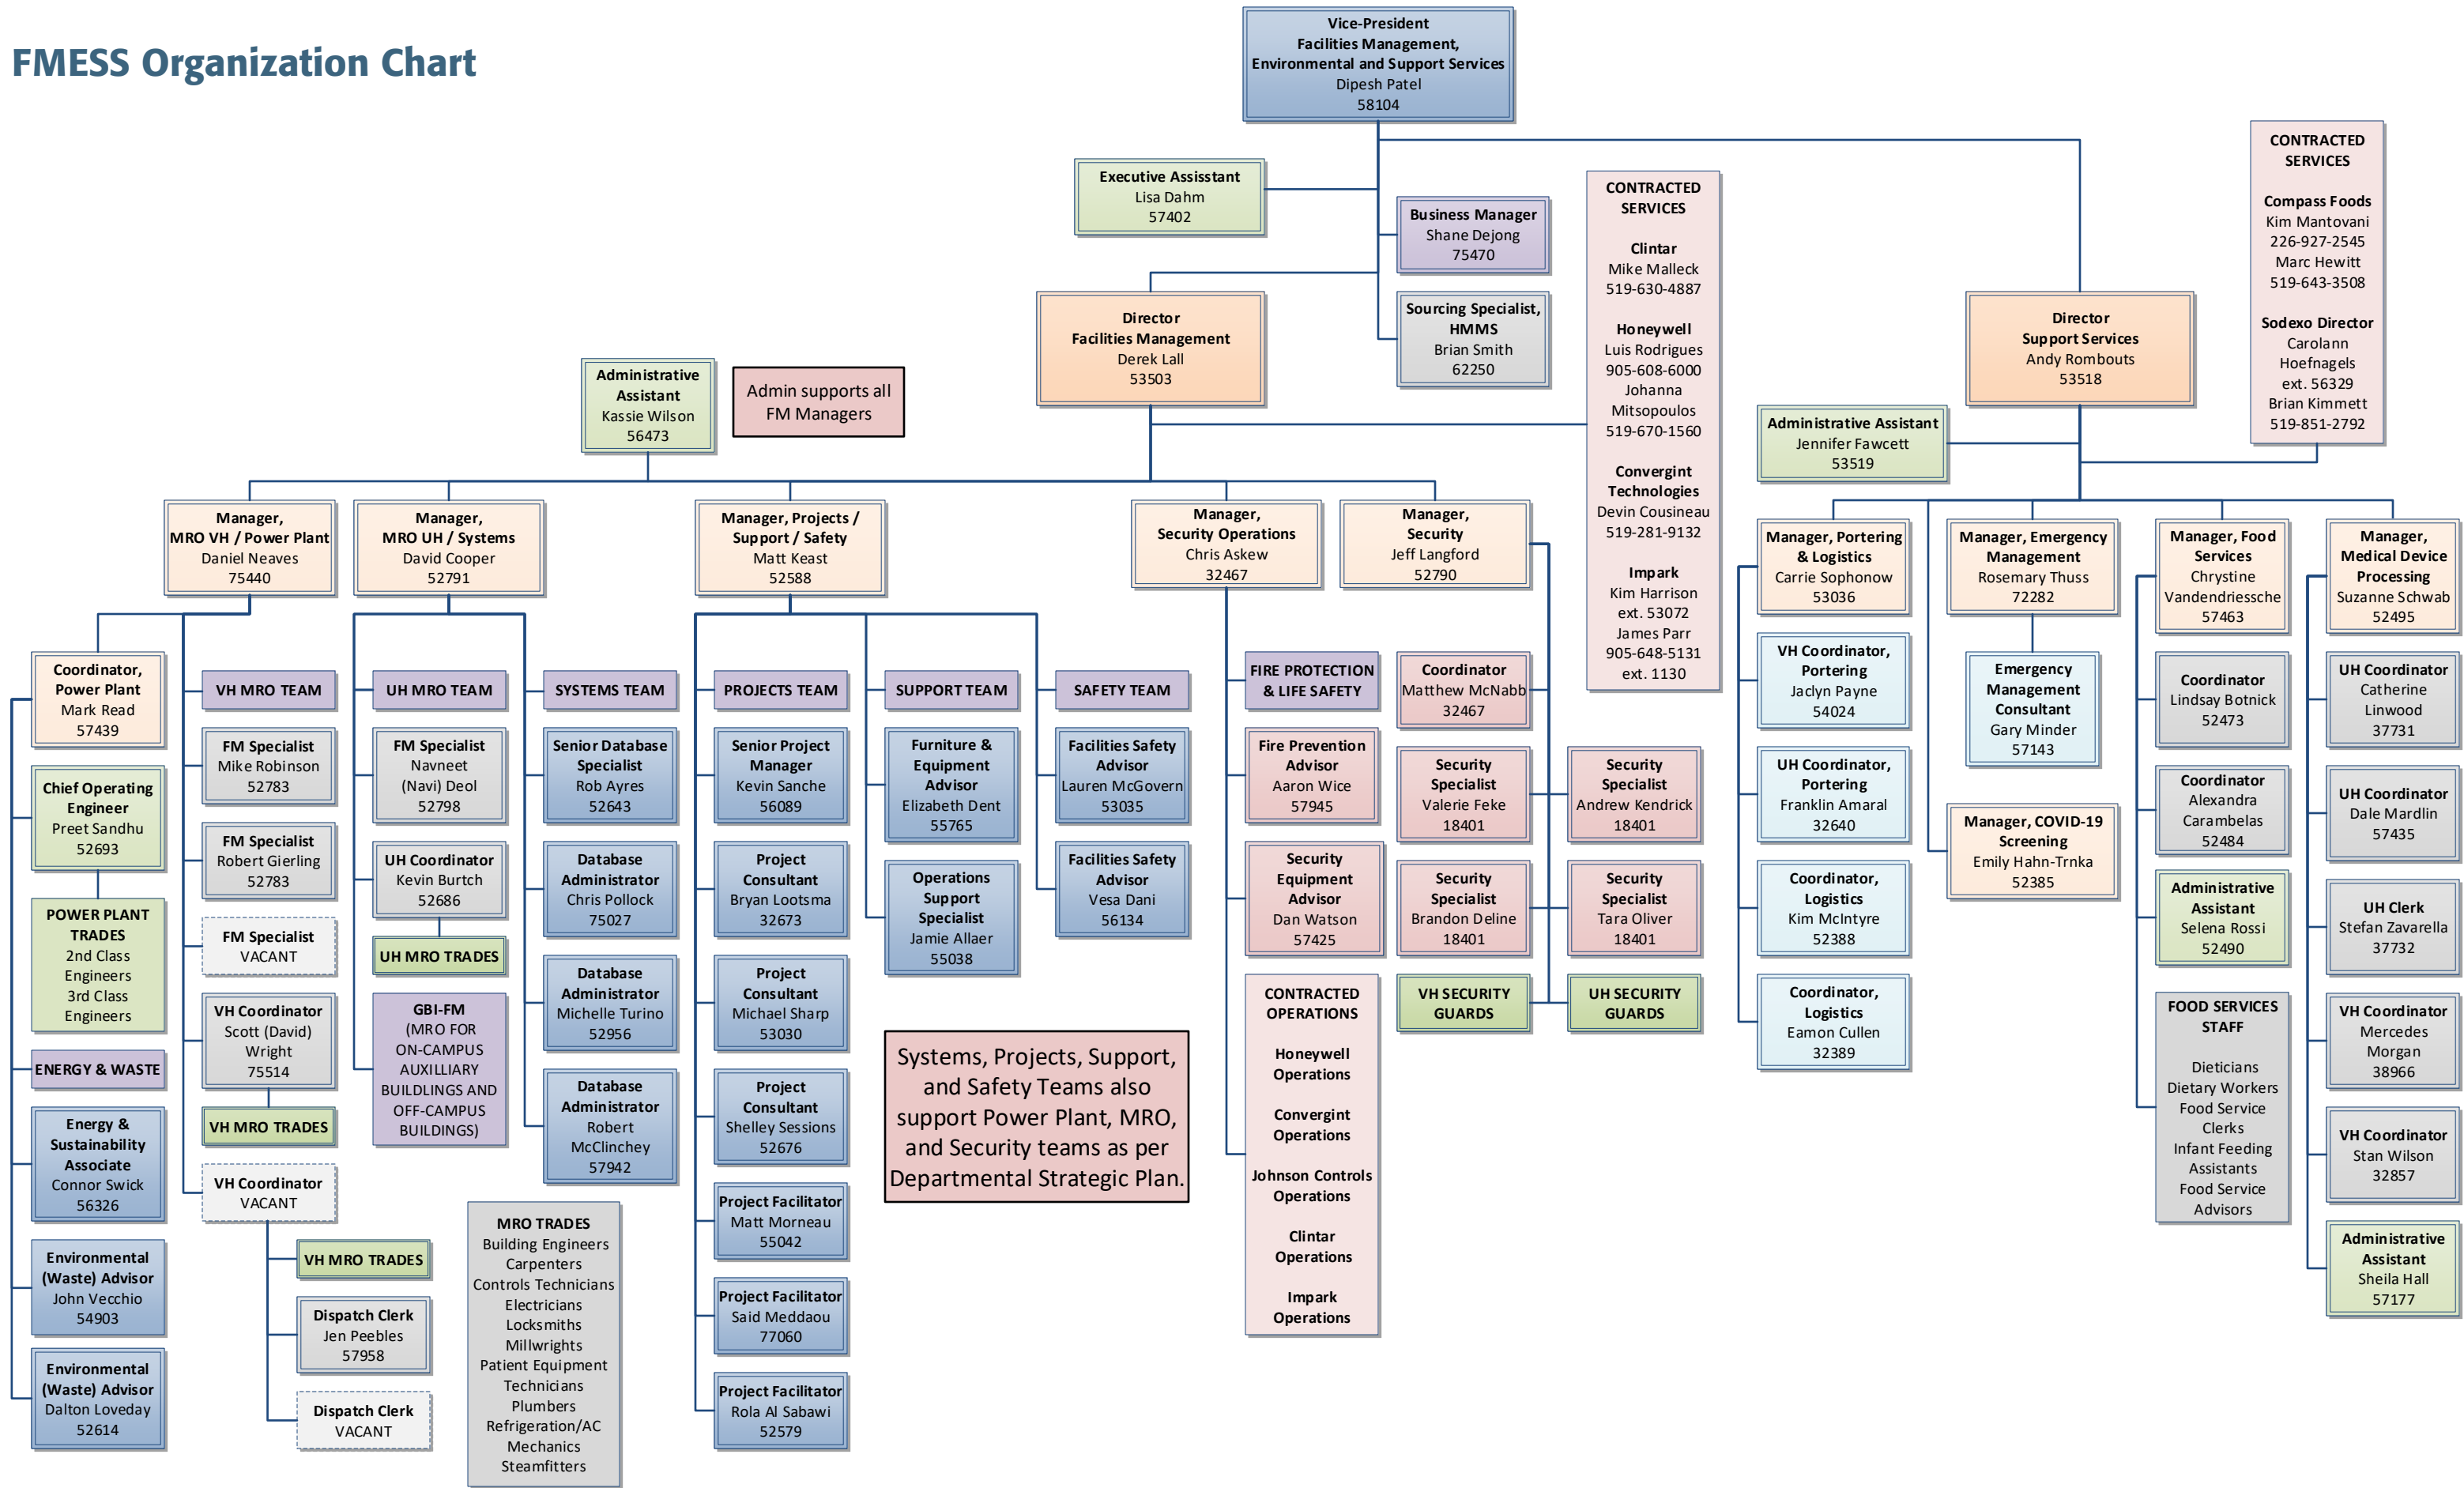 FMESS Organization Chart
Vice-President
Facilities Management,
Environmental and Support Services
Dipesh Patel
58104
Executive Assisstant
Lisa Dahm
57402
Business Manager
Shane Dejong
75470
Sourcing Specialist,
HMMS
Brian Smith
62250
Director
Facilities Management
Derek Lall
53503
Administrative
Assistant
Kassie Wilson
56473
Admin supports all
FM Managers
CONTRACTED
SERVICES
Clintar
Mike Malleck
519-630-4887
Honeywell
Luis Rodrigues
905-608-6000
Johanna
Mitsopoulos
519-670-1560
Convergint
Technologies
Devin Cousineau
519-281-9132
Impark
Kim Harrison
ext. 53072
James Parr
905-648-5131
ext. 1130
Director
Support Services
Andy Rombouts
53518
CONTRACTED
SERVICES
Compass Foods
Kim Mantovani
226-927-2545
Marc Hewitt
519-643-3508
Sodexo Director
Carolann
Hoefnagels
ext. 56329
Brian Kimmett
519-851-2792
Administrative Assistant
Jennifer Fawcett
53519
Manager,
MRO VH / Power Plant
Daniel Neaves
75440
Manager,
MRO UH / Systems
David Cooper
52791
Manager, Projects /
Support / Safety
Matt Keast
52588
Manager,
Security Operations
Chris Askew
32467
Manager,
Security
Jeff Langford
52790
Manager, Portering
& Logistics
Carrie Sophonow
53036
Manager, Emergency
Management
Rosemary Thuss
72282
Manager, Food
Services
Chrystine
Vandendriessche
57463
Manager,
Medical Device
Processing
Suzanne Schwab
52495
Coordinator,
Power Plant
Mark Read
57439
Chief Operating
Engineer
Preet Sandhu
52693
POWER PLANT
TRADES
2nd Class
Engineers
3rd Class
Engineers
ENERGY & WASTE
Energy &
Sustainability
Associate
Connor Swick
56326
Environmental
(Waste) Advisor
John Vecchio
54903
Environmental
(Waste) Advisor
Dalton Loveday
52614
VH MRO TEAM
FM Specialist
Mike Robinson
52783
FM Specialist
Robert Gierling
52783
FM Specialist
VACANT
VH Coordinator
Scott (David)
Wright
75514
VH MRO TRADES
VH Coordinator
VACANT
VH MRO TRADES
Dispatch Clerk
Jen Peebles
57958
Dispatch Clerk
VACANT
UH MRO TEAM
FM Specialist
Navneet
(Navi) Deol
52798
UH Coordinator
Kevin Burtch
52686
UH MRO TRADES
GBI-FM
(MRO FOR
ON-CAMPUS
AUXILLIARY
BUILDLINGS AND
OFF-CAMPUS
BUILDINGS)
SYSTEMS TEAM
Senior Database
Specialist
Rob Ayres
52643
Database
Administrator
Chris Pollock
75027
Database
Administrator
Michelle Turino
52956
Database
Administrator
Robert
McClinchey
57942
MRO TRADES
Building Engineers
Carpenters
Controls Technicians
Electricians
Locksmiths
Millwrights
Patient Equipment
Technicians
Plumbers
Refrigeration/AC
Mechanics
Steamfitters
PROJECTS TEAM
Senior Project
Manager
Kevin Sanche
56089
Project
Consultant
Bryan Lootsma
32673
Project
Consultant
Michael Sharp
53030
Project
Consultant
Shelley Sessions
52676
Project Facilitator
Matt Morneau
55042
Project Facilitator
Said Meddaou
77060
Project Facilitator
Rola Al Sabawi
52579
SUPPORT TEAM
Furniture &
Equipment
Advisor
Elizabeth Dent
55765
Operations
Support
Specialist
Jamie Allaer
55038
SAFETY TEAM
Facilities Safety
Advisor
Lauren McGovern
53035
Facilities Safety
Advisor
Vesa Dani
56134
Systems, Projects, Support,
and Safety Teams also
support Power Plant, MRO,
and Security teams as per
Departmental Strategic Plan.
FIRE PROTECTION
& LIFE SAFETY
Fire Prevention
Advisor
Aaron Wice
57945
Security
Equipment
Advisor
Dan Watson
57425
CONTRACTED
OPERATIONS
Honeywell
Operations
Convergint
Operations
Johnson Controls
Operations
Clintar
Operations
Impark
Operations
Coordinator
Matthew McNabb
32467
Security
Specialist
Valerie Feke
18401
Security
Specialist
Andrew Kendrick
18401
Security
Specialist
Brandon Deline
18401
Security
Specialist
Tara Oliver
18401
VH SECURITY
GUARDS
UH SECURITY
GUARDS
VH Coordinator,
Portering
Jaclyn Payne
54024
UH Coordinator,
Portering
Franklin Amaral
32640
Coordinator,
Logistics
Kim McIntyre
52388
Coordinator,
Logistics
Eamon Cullen
32389
Emergency
Management
Consultant
Gary Minder
57143
Manager, COVID-19
Screening
Emily Hahn-Trnka
52385
Coordinator
Lindsay Botnick
52473
Coordinator
Alexandra
Carambelas
52484
Administrative
Assistant
Selena Rossi
52490
FOOD SERVICES
STAFF
Dieticians
Dietary Workers
Food Service
Clerks
Infant Feeding
Assistants
Food Service
Advisors
UH Coordinator
Catherine
Linwood
37731
UH Coordinator
Dale Mardlin
57435
UH Clerk
Stefan Zavarella
37732
VH Coordinator
Mercedes
Morgan
38966
VH Coordinator
Stan Wilson
32857
Administrative
Assistant
Sheila Hall
57177